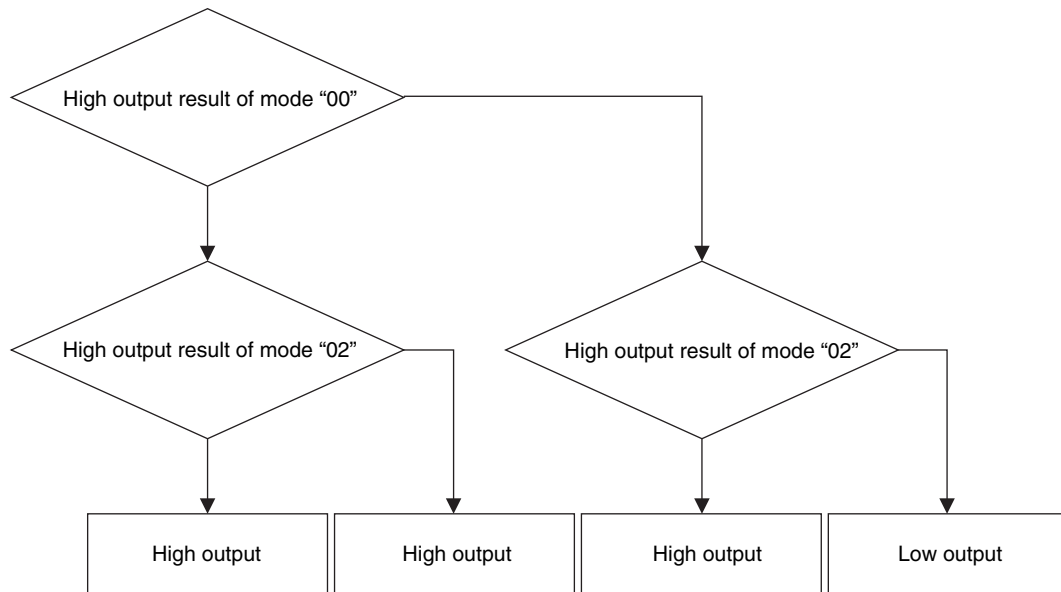 High output result of mode “00”
High output result of mode “02”
High output result of mode “02”
High output
High output
High output
Low output